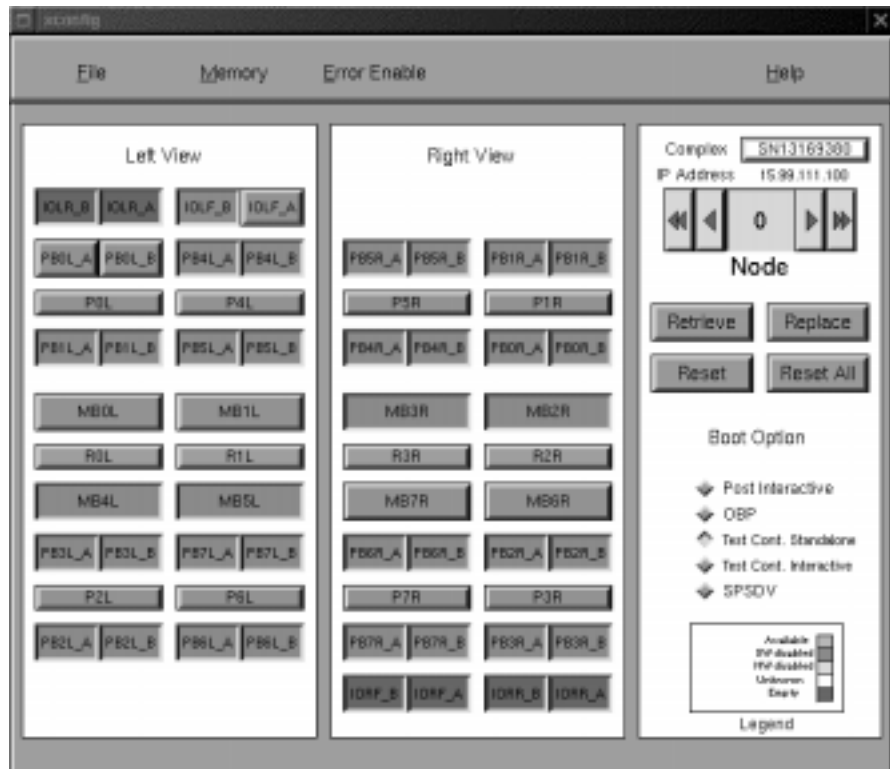 xconfig
File Memory Error Enable Help
Left View
IOLR_B IOLR_A IOLF_B IOLF_A
PB0L_A PB0L_B PB4L_A PB4L_B
P0L P4L
PB1L_A PB1L_B PB5L_A PB5L_B
MB0L MB1L
R0L R1L
MB4L MB5L
PB3L_A PB3L_B PB7L_A PB7L_B
P2L P6L
PB2L_A PB2L_B PB6L_A PB6L_B
Right View
PB5R_A PB5R_B PB1R_A PB1R_B
P5R P1R
PB4R_A PB4R_B PB0R_A PB0R_B
MB3R MB2R
R3R R2R
MB7R MB6R
PB6R_A PB6R_B PB2R_A PB2R_B
P7R P3R
PB7R_A PB7R_B PB3R_A PB3R_B
IORF_B IORF_A IORR_B IORR_A
Complex SN13169380
IP Address 15.99.111.100
0
Node
Retrieve Replace
Reset Reset All
Boot Option
Post Interactive
OBP
Test Cont. Standalone
Test Cont. Interactive
SPSDV
Available
SW disabled
HW disabled
Unknown
Empty
Legend